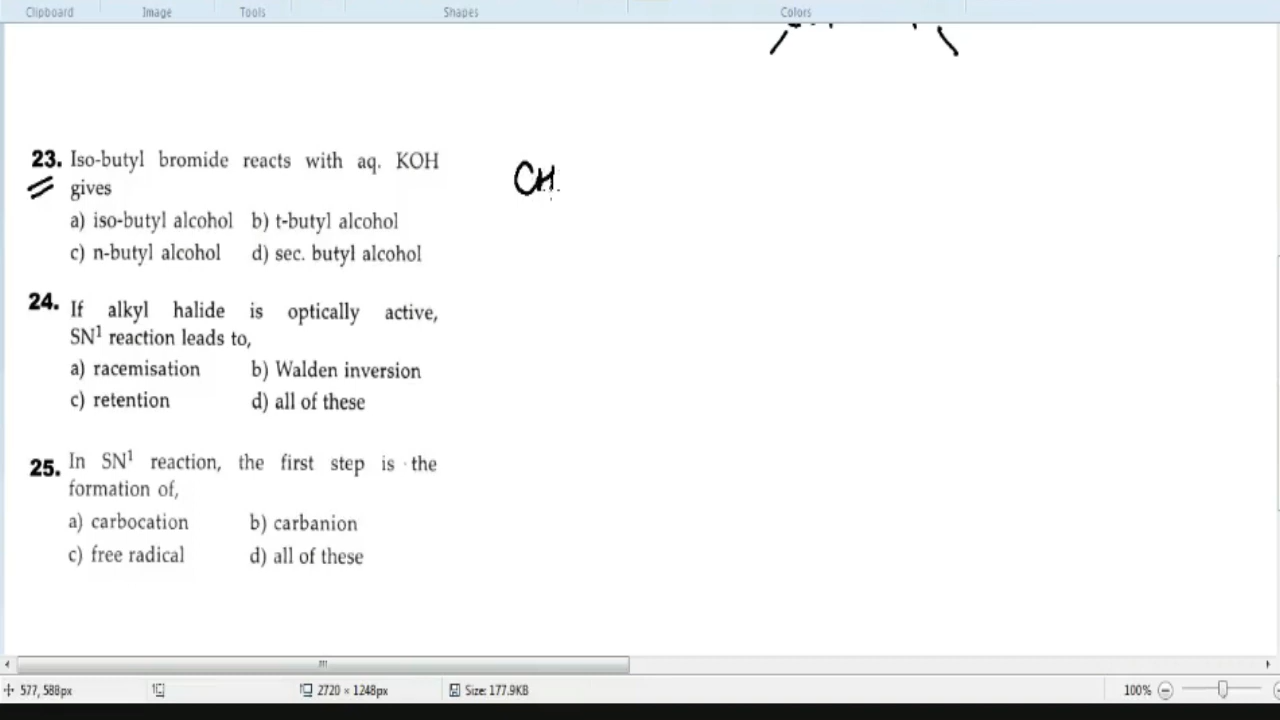 Clipboard Image Tools Shapes Colors
23. Iso-butyl bromide reacts with aq. KOH
gives
a) iso-butyl alcohol b) t-butyl alcohol
c) n-butyl alcohol d) sec. butyl alcohol
CH
24. If alkyl halide is optically active,
SN¹ reaction leads to,
a) racemisation b) Walden inversion
c) retention d) all of these
25. In SN¹ reaction, the first step is the
formation of,
a) carbocation b) carbanion
c) free radical d) all of these
577, 588px 2720 × 1248px Size: 177.9KB 100%